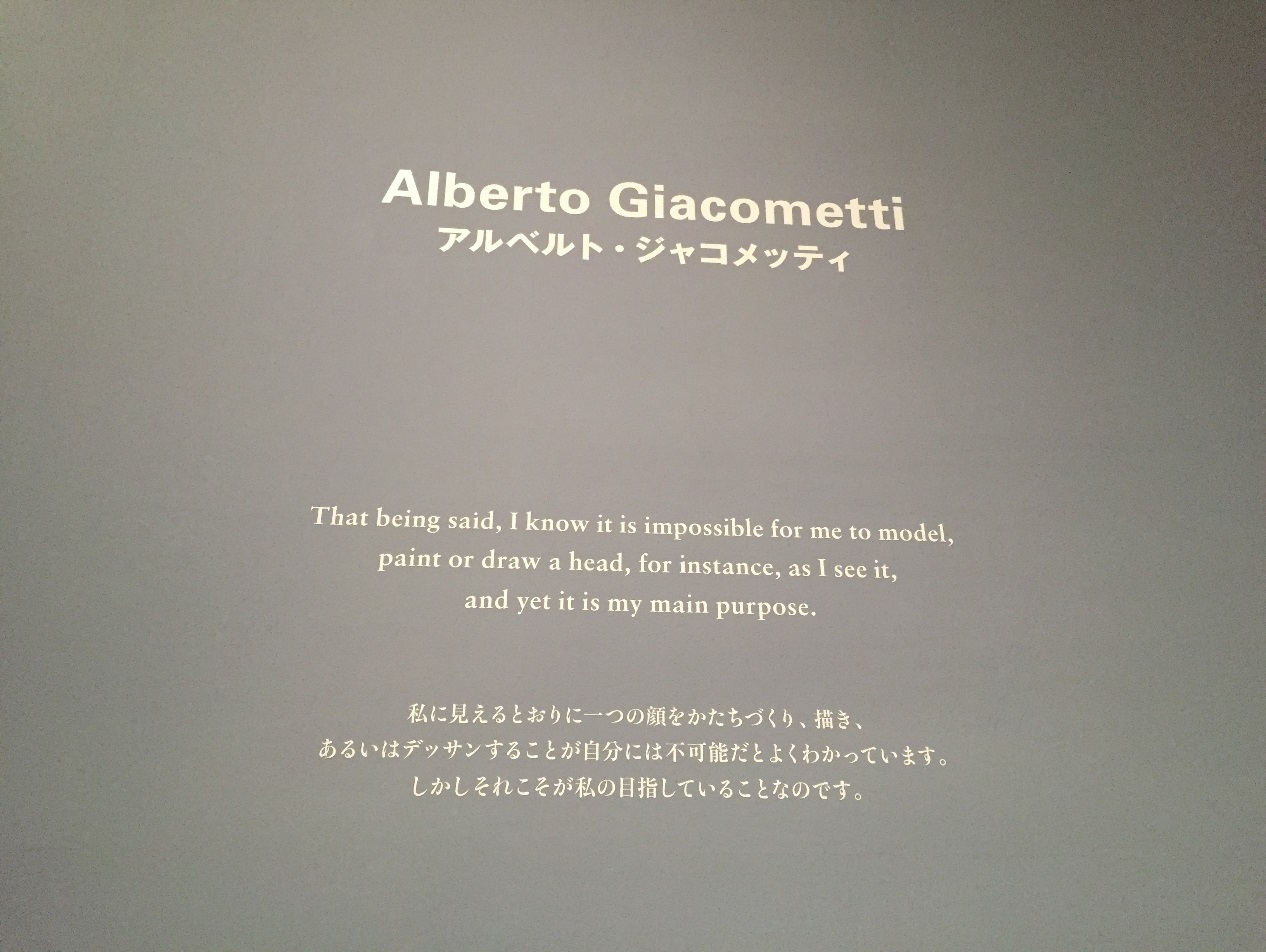 Alberto Giacometti
アルベルト・ジャコメッティ
That being said, I know it is impossible for me to model,
paint or draw a head, for instance, as I see it,
and yet it is my main purpose.
私に見えるとおりに一つの顔をかたちづくり、描き、
あるいはデッサンすることが自分には不可能だとよくわかっています。
しかしそれこそが私の目指していることなのです。